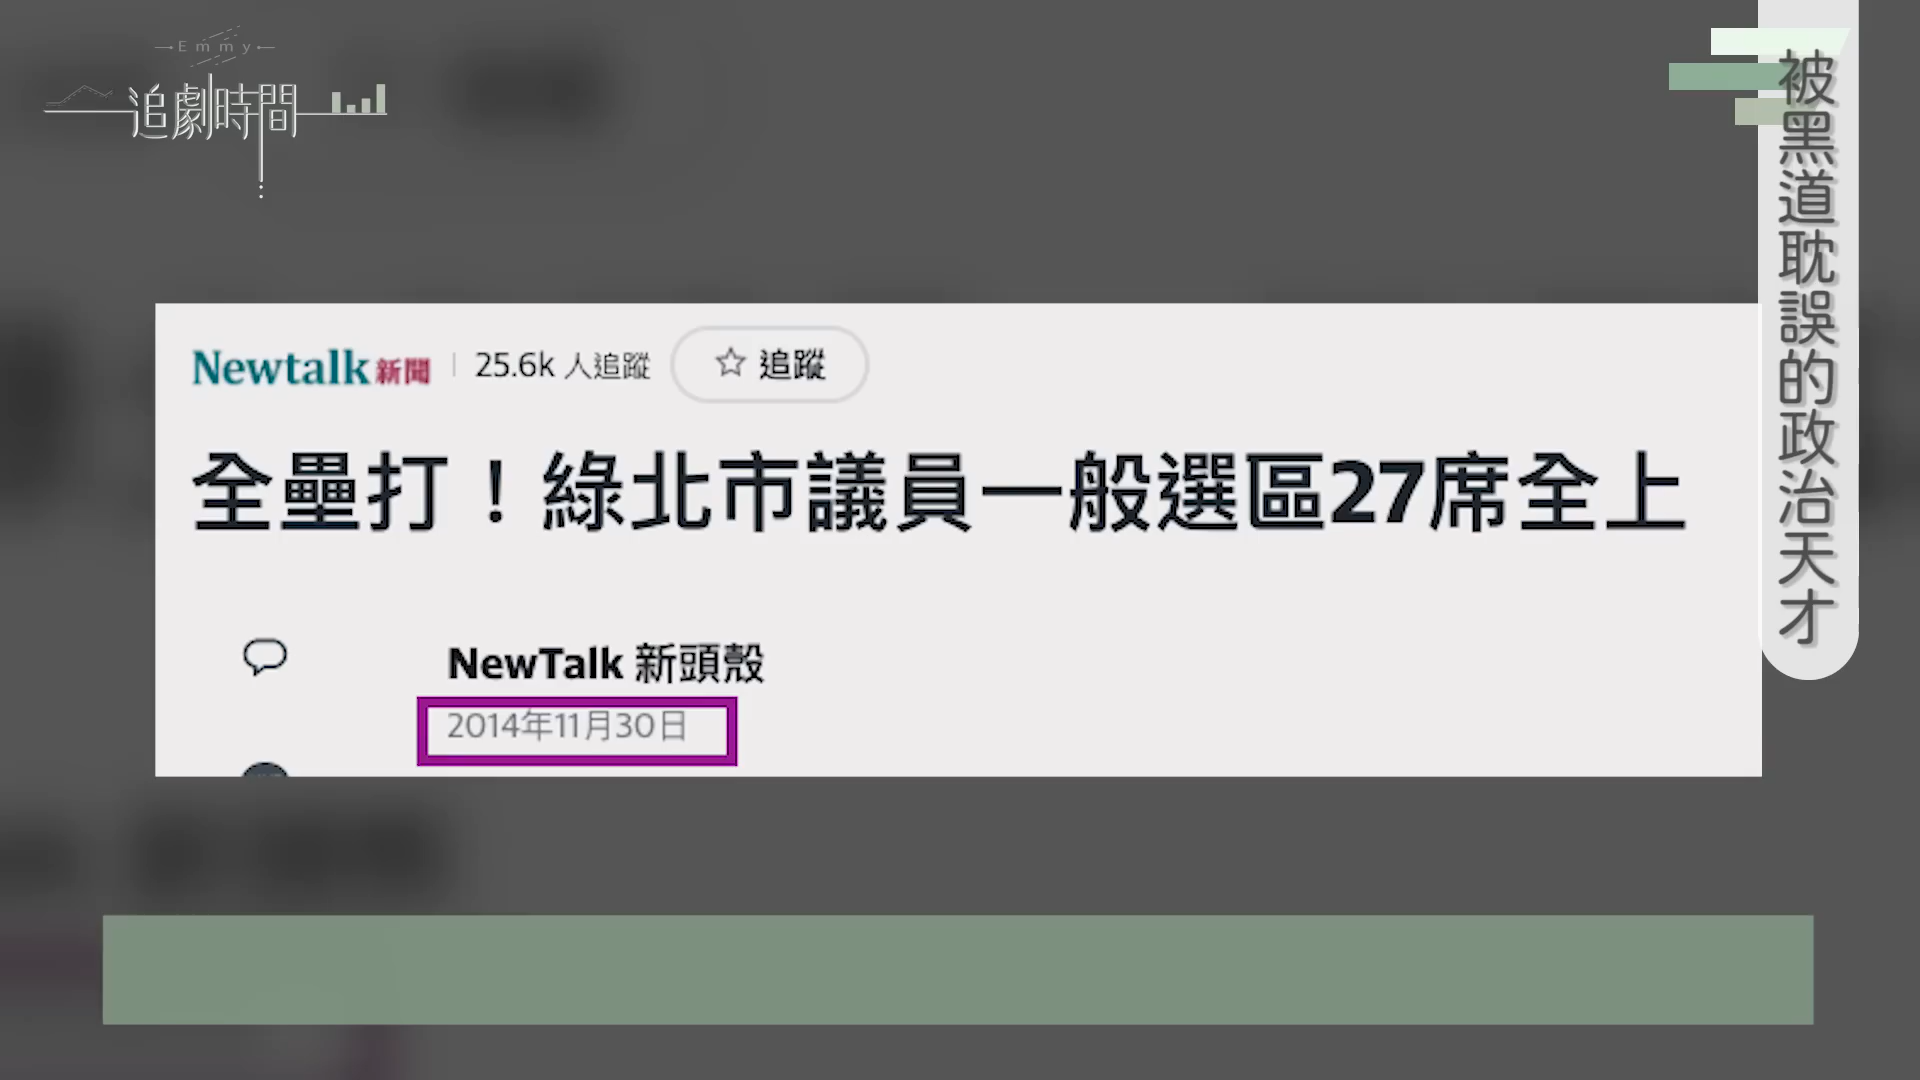 Emmy
追劇時間
被黑道耽誤的政治天才
Newtalk新聞
25.6k 人追蹤
☆ 追蹤
全壘打！綠北市議員一般選區27席全上
NewTalk 新頭殼
2014年11月30日